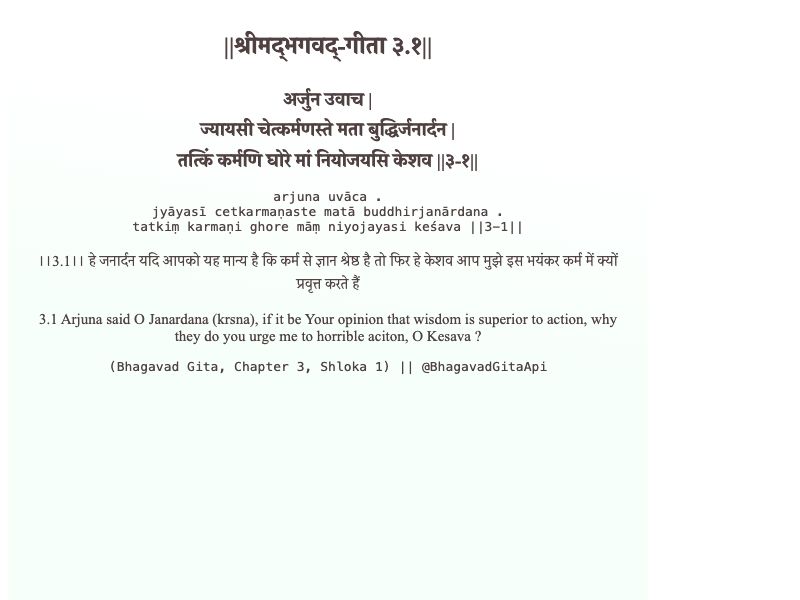 ||श्रीमद्‍भगवद्‍-गीता ३.१||
अर्जुन उवाच |
ज्यायसी चेत्कर्मणस्ते मता बुद्धिर्जनार्दन |
तत्किं कर्मणि घोरे मां नियोजयसि केशव ||३-१||
arjuna uvāca .
jyāyasī cetkarmaṇaste matā buddhirjanārdana .
tatkiṃ karmaṇi ghore māṃ niyojayasi keśava ||3-1||
।।3.1।। हे जनार्दन यदि आपको यह मान्य है कि कर्म से ज्ञान श्रेष्ठ है तो फिर हे केशव आप मुझे इस भयंकर कर्म में क्यों
प्रवृत्त करते हैं
3.1 Arjuna said O Janardana (krsna), if it be Your opinion that wisdom is superior to action, why
they do you urge me to horrible aciton, O Kesava ?
(Bhagavad Gita, Chapter 3, Shloka 1) || @BhagavadGitaApi